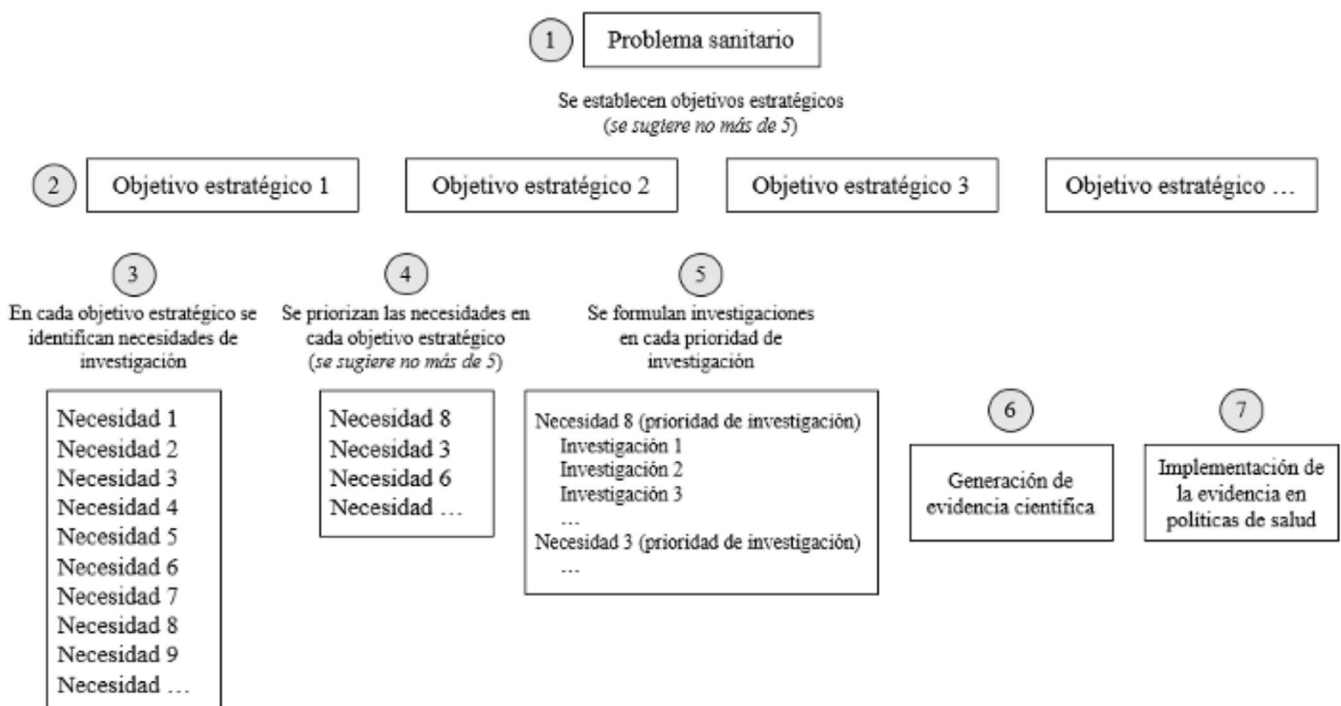 1
Problema sanitario
Se establecen objetivos estratégicos
(se sugiere no más de 5)
2
Objetivo estratégico 1
Objetivo estratégico 2
Objetivo estratégico 3
Objetivo estratégico …
3
En cada objetivo estratégico se
identifican necesidades de
investigación
Necesidad 1
Necesidad 2
Necesidad 3
Necesidad 4
Necesidad 5
Necesidad 6
Necesidad 7
Necesidad 8
Necesidad 9
Necesidad …
4
Se priorizan las necesidades en
cada objetivo estratégico
(se sugiere no más de 5)
Necesidad 8
Necesidad 3
Necesidad 6
Necesidad …
5
Se formulan investigaciones
en cada prioridad de
investigación
Necesidad 8 (prioridad de investigación)
Investigación 1
Investigación 2
Investigación 3
…
Necesidad 3 (prioridad de investigación)
…
6
Generación de
evidencia científica
7
Implementación de
la evidencia en
políticas de salud